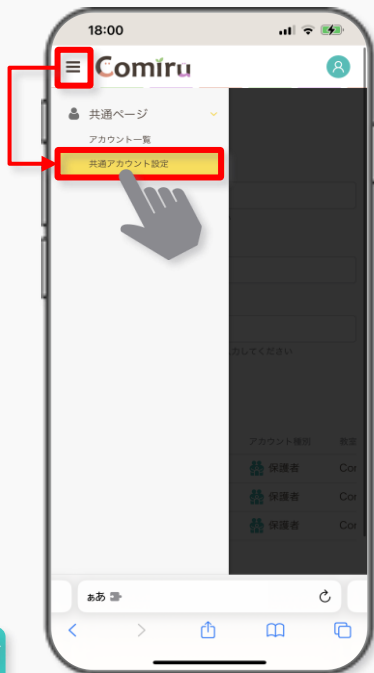 18:00
Comiru
共通ページ
アカウント一覧
共通アカウント設定
力してください
アカウント種別
保護者 Cor
保護者 Cor
保護者 Cor
ぁあ